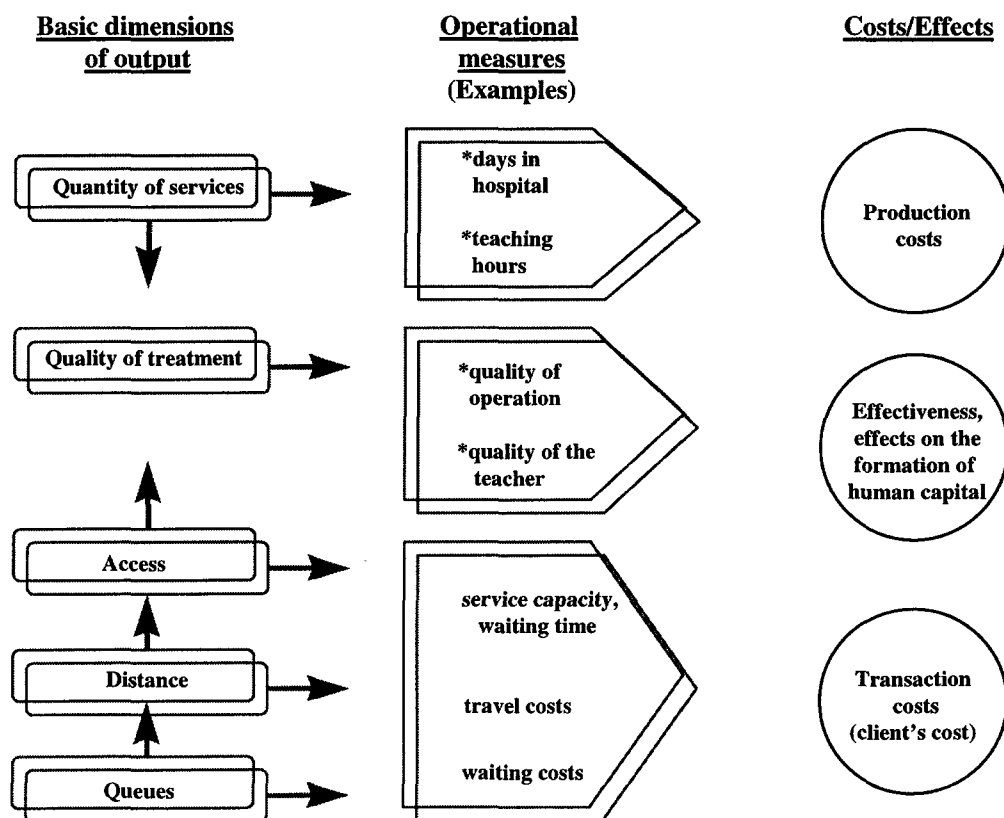 Basic dimensions
of output
Operational
measures
(Examples)
Costs/Effects
Quantity of services
*days in
hospital
*teaching
hours
Production
costs
Quality of treatment
*quality of
operation
*quality of the
teacher
Effectiveness,
effects on the
formation of
human capital
Access
service capacity,
waiting time
Distance
travel costs
Transaction
costs
(client's cost)
Queues
waiting costs